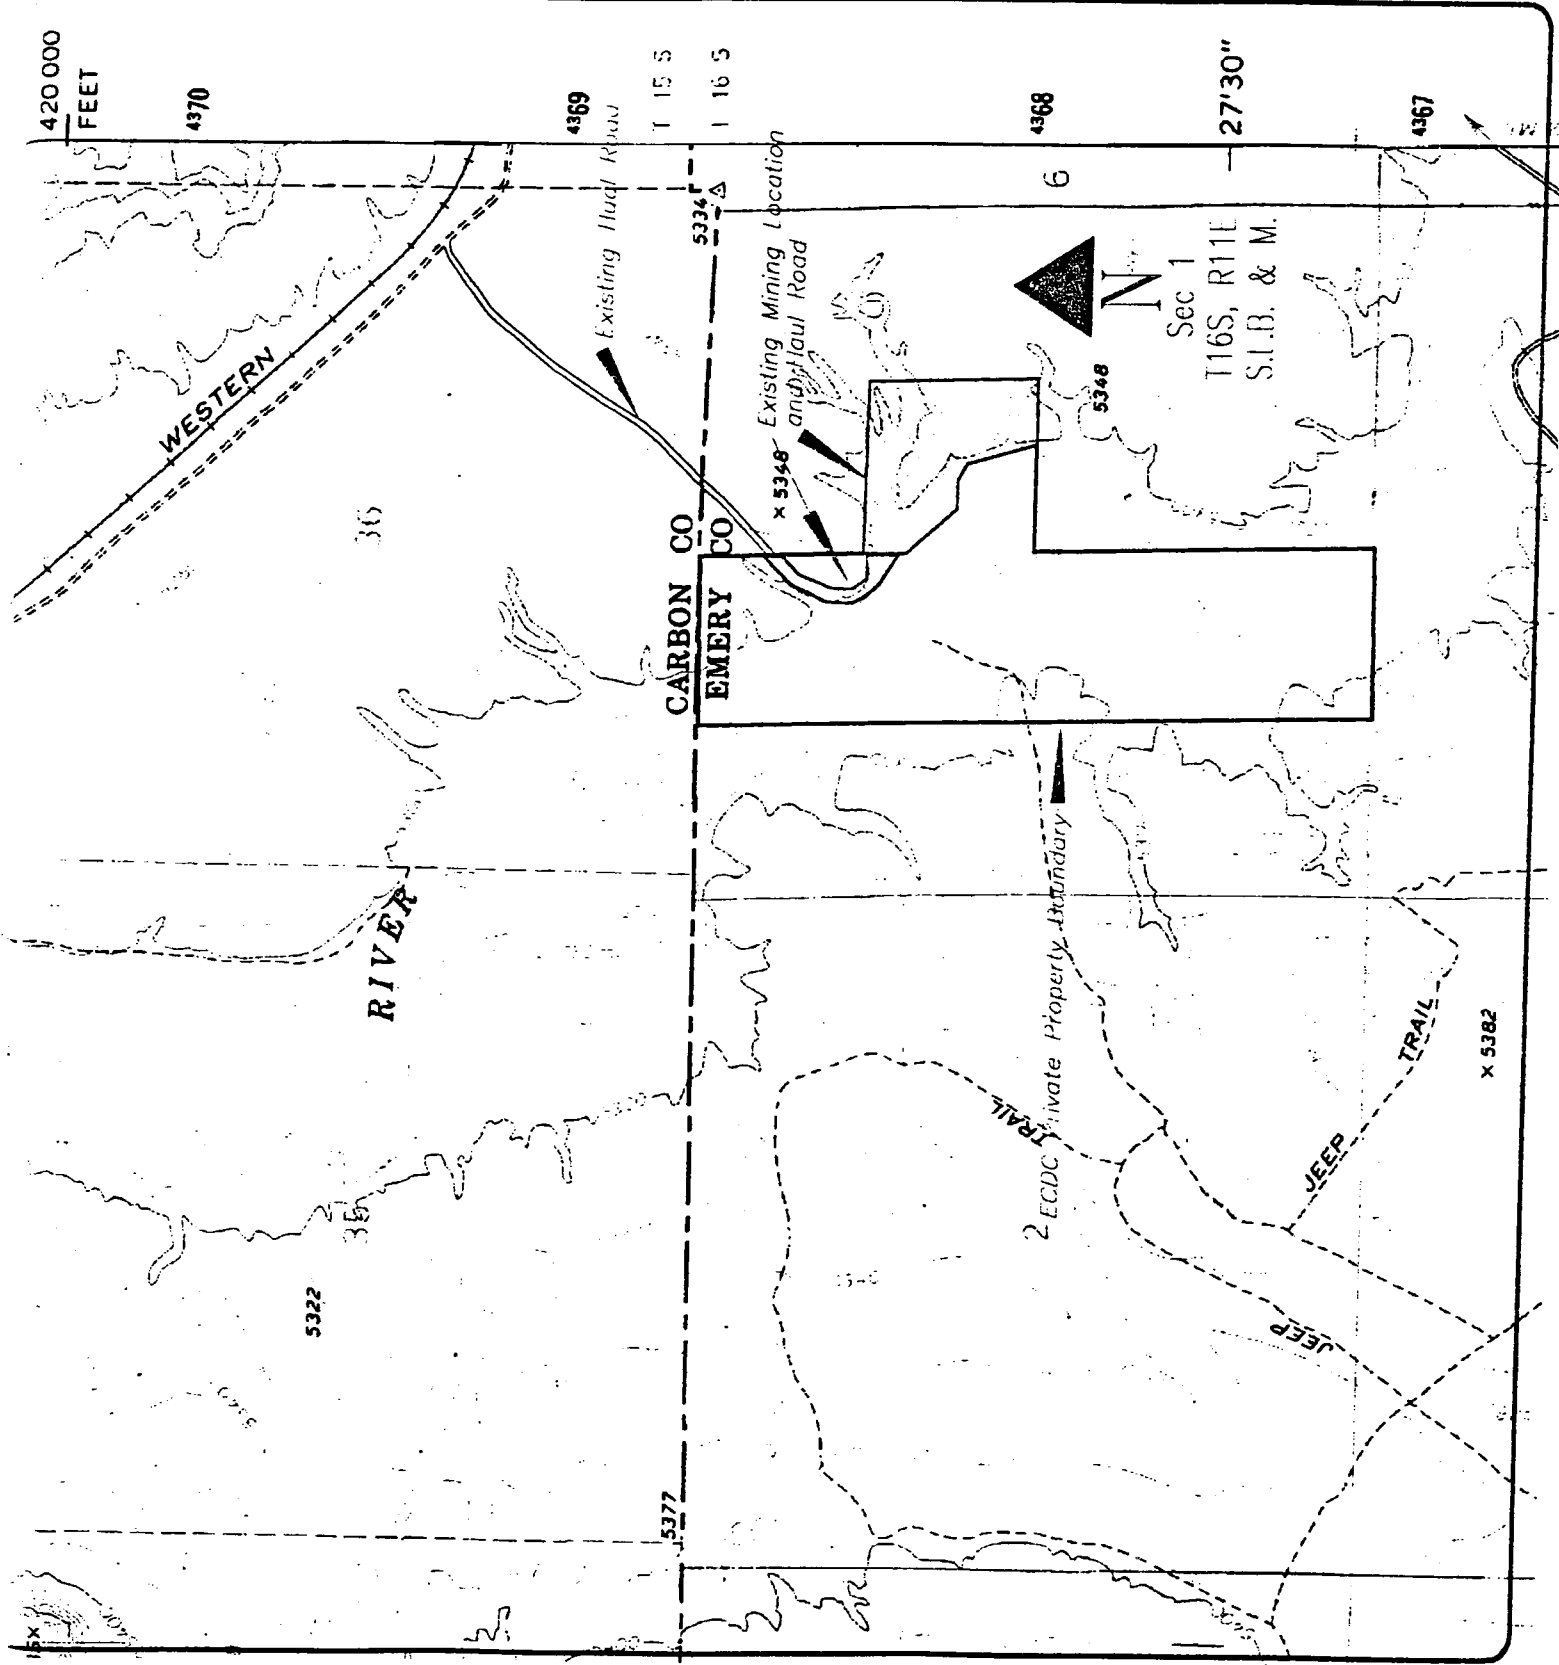 420 000
FEET
4370
4369
T 15 S
T 16 S
4368
27'30"
4367
WESTERN
Existing Haul Road
5334
Existing Mining Location
and Haul Road
× 5348
6
N
Sec 1
T16S, R11E
S.L.B. & M.
5348
36
CARBON CO
EMERY CO
RIVER
ECDC Private Property Boundary
2
TRAIL
JEEP
TRAIL
JEEP
× 5382
35
5322
5377